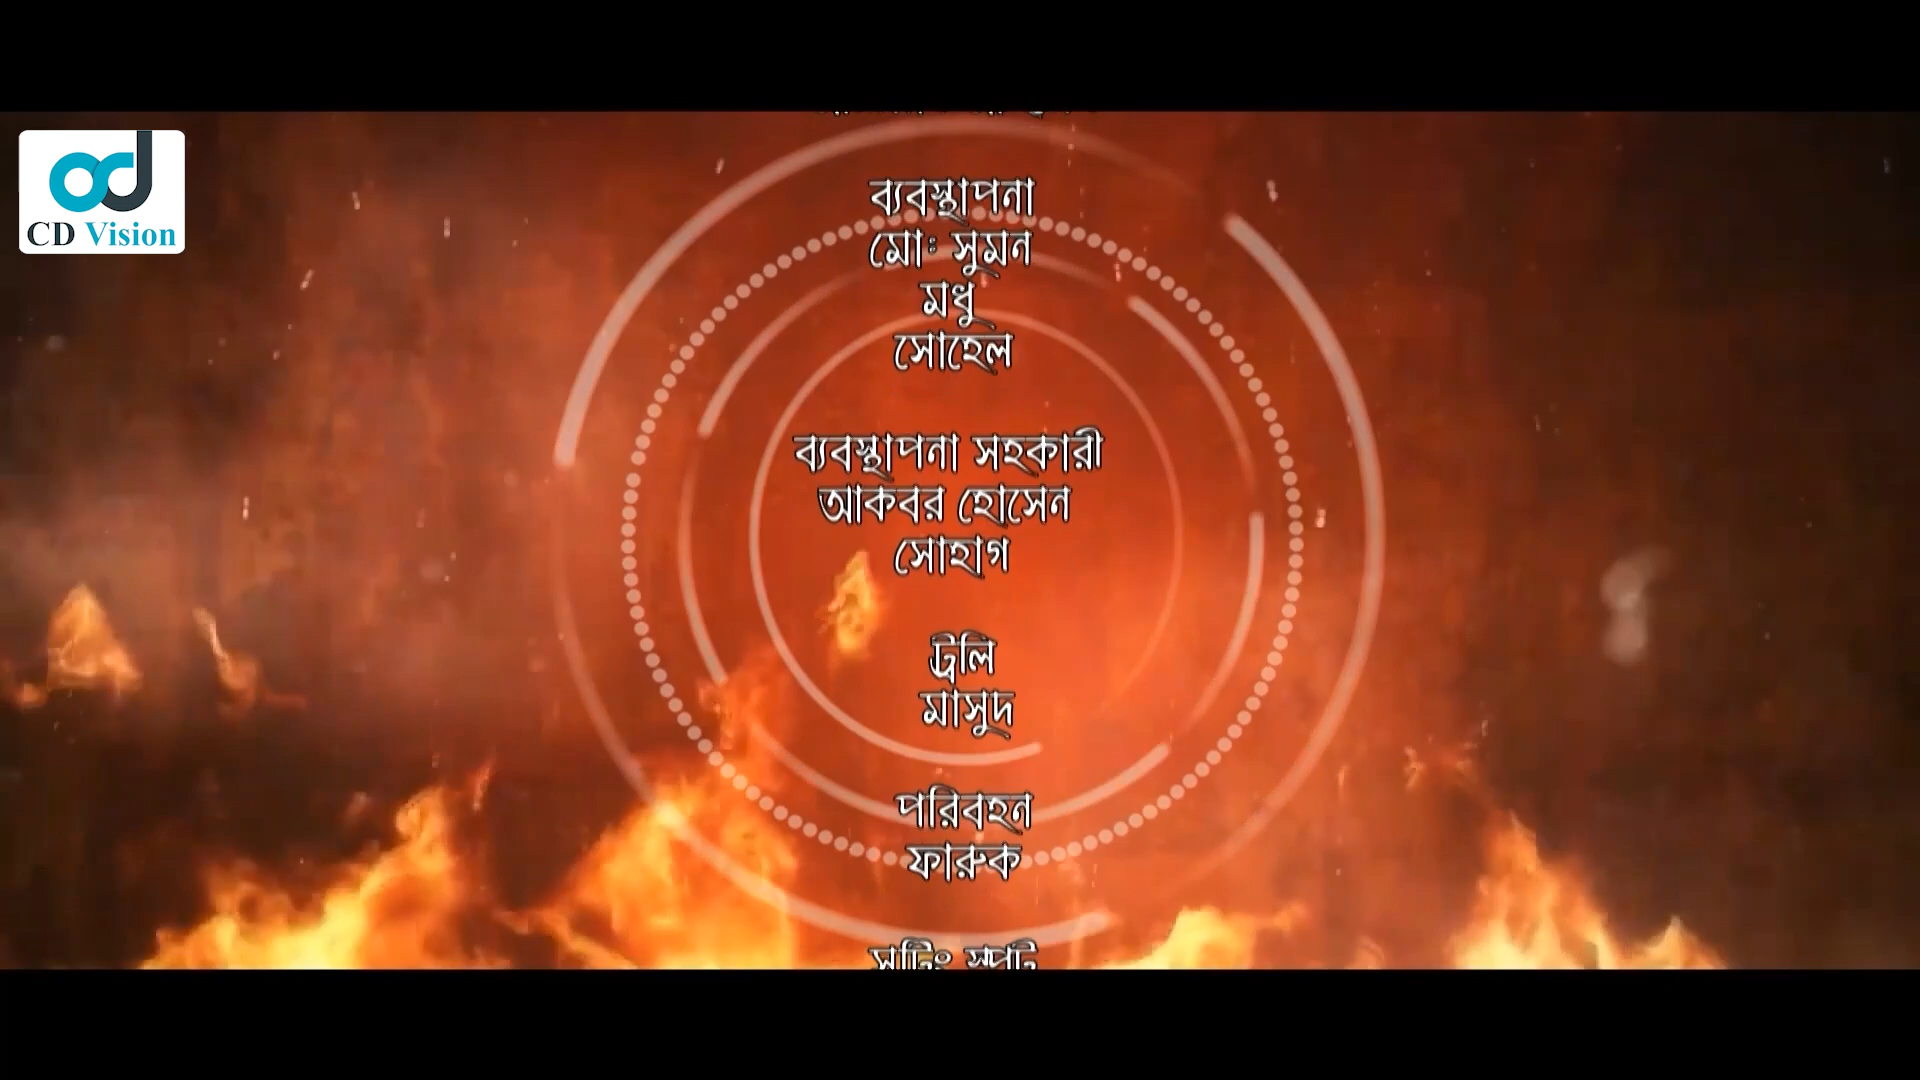 CD Vision
ব্যবস্থাপনা
মোঃ সুমন
মধু
সোহেল
ব্যবস্থাপনা সহকারী
আকবর হোসেন
সোহাগ
ট্রলি
মাসুদ
পরিবহন
ফারুক